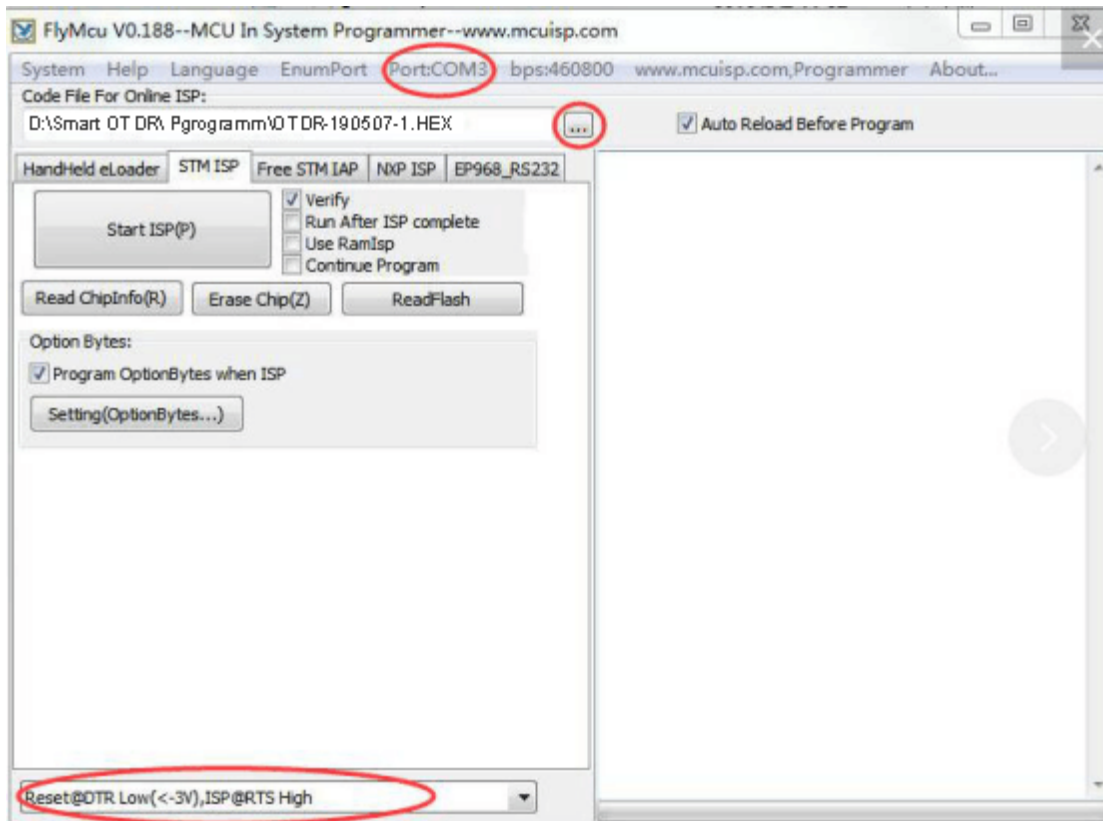 FlyMcu V0.188--MCU In System Programmer--www.mcuisp.com
System Help Language EnumPort Port:COM3 bps:460800 www.mcuisp.com,Programmer About...
Code File For Online ISP:
D:\Smart OT DR\ Pgrogramm\OTDR-190507-1.HEX ... Auto Reload Before Program
HandHeld eLoader STM ISP Free STM IAP NXP ISP EP968_RS232
Verify
Start ISP(P) Run After ISP complete
Use RamIsp
Continue Program
Read ChipInfo(R) Erase Chip(Z) ReadFlash
Option Bytes:
Program OptionBytes when ISP
Setting(OptionBytes...)
Reset@DTR Low(<-3V),ISP@RTS High